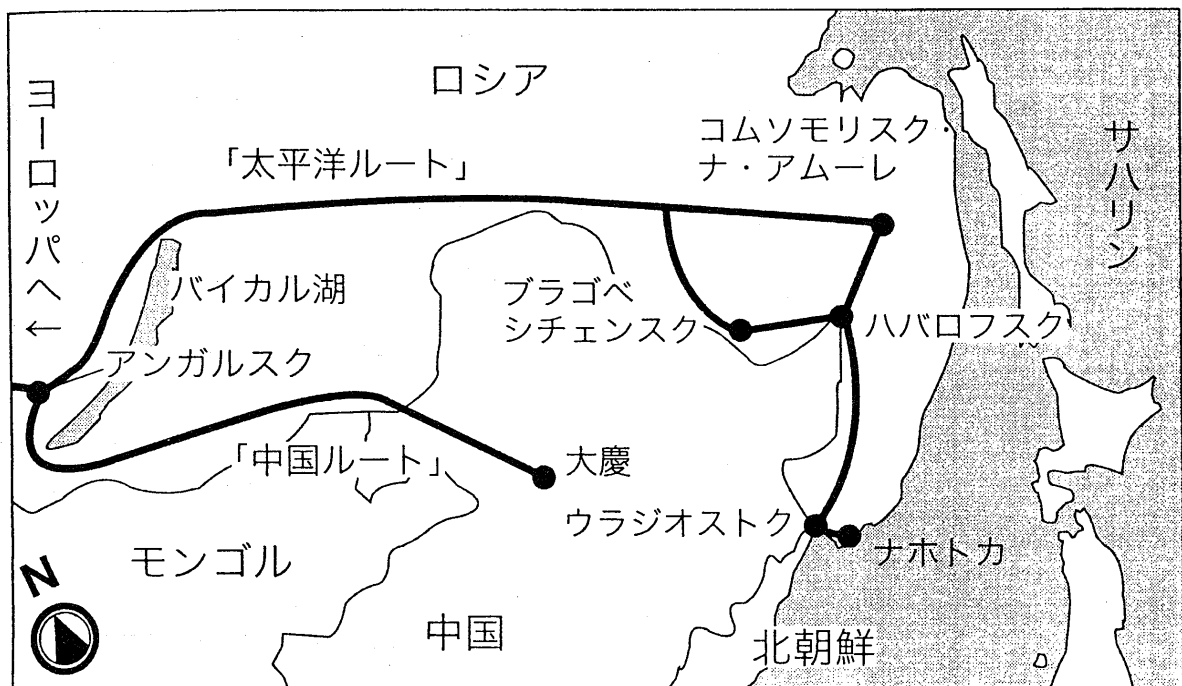 ロシア
ヨーロッパへ←
コムソモリスク・
ナ・アムーレ
サハリン
「太平洋ルート」
バイカル湖
ブラゴベ
シチェンスク
ハバロフスク
アンガルスク
「中国ルート」
大慶
ウラジオストク
ナホトカ
モンゴル
N
中国
北朝鮮